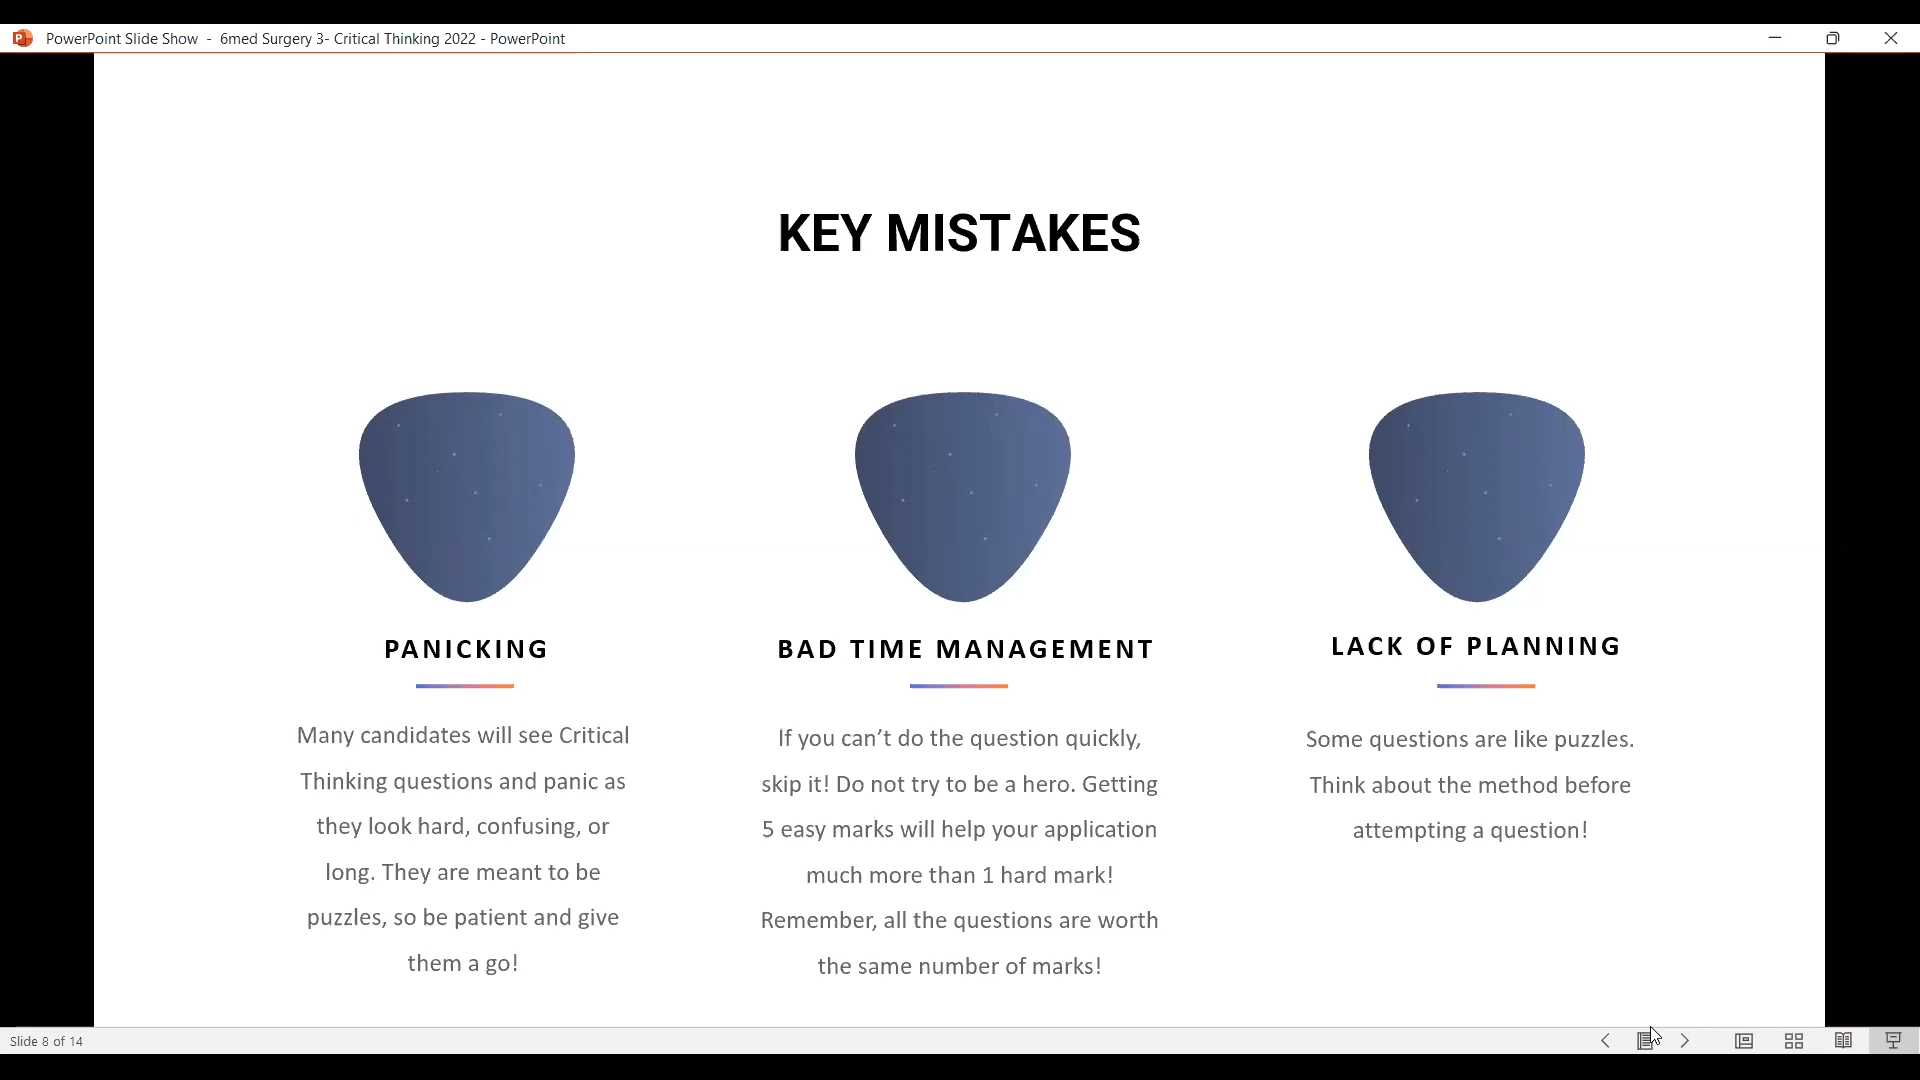 PowerPoint Slide Show - 6med Surgery 3- Critical Thinking 2022 - PowerPoint
KEY MISTAKES
PANICKING
Many candidates will see Critical
Thinking questions and panic as
they look hard, confusing, or
long. They are meant to be
puzzles, so be patient and give
them a go!
BAD TIME MANAGEMENT
If you can’t do the question quickly,
skip it! Do not try to be a hero. Getting
5 easy marks will help your application
much more than 1 hard mark!
Remember, all the questions are worth
the same number of marks!
LACK OF PLANNING
Some questions are like puzzles.
Think about the method before
attempting a question!
Slide 8 of 14